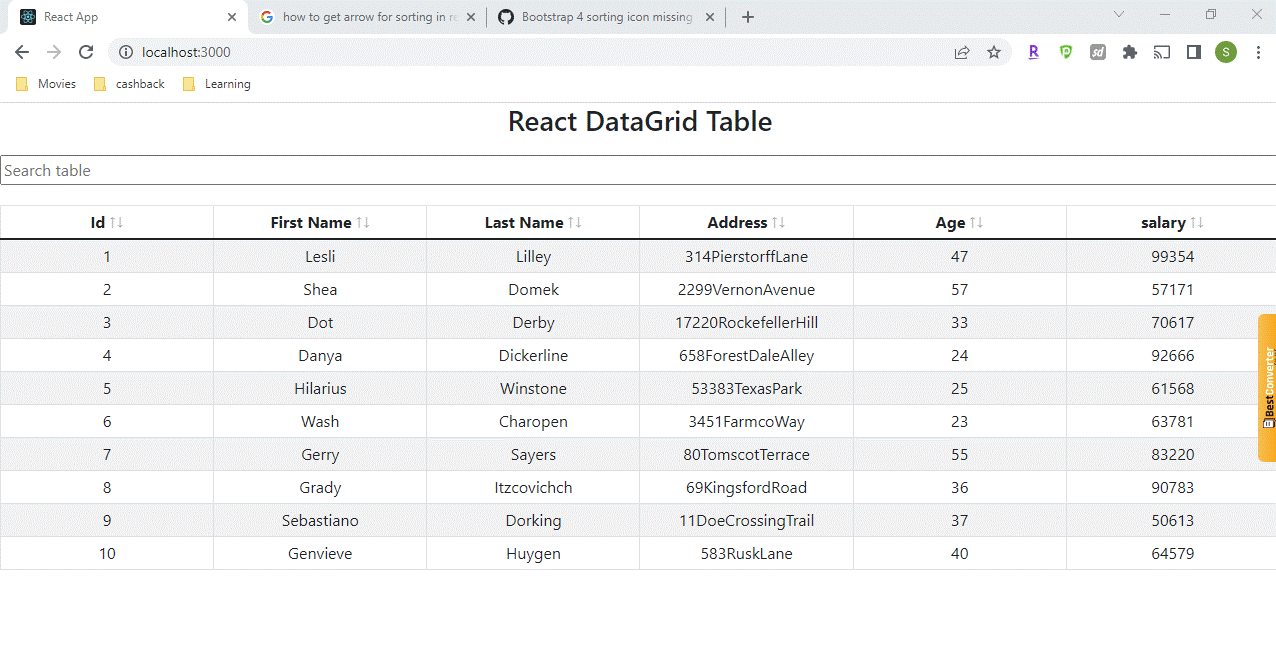 React App
how to get arrow for sorting in re
Bootstrap 4 sorting icon missing
localhost:3000
R
sd
S
Movies
cashback
Learning
React DataGrid Table
Search table
Id ↑↓ First Name ↑↓ Last Name ↑↓ Address ↑↓ Age ↑↓ salary ↑↓
1 Lesli Lilley 314PierstorffLane 47 99354
2 Shea Domek 2299VernonAvenue 57 57171
3 Dot Derby 17220RockefellerHill 33 70617
4 Danya Dickerline 658ForestDaleAlley 24 92666
5 Hilarius Winstone 53383TexasPark 25 61568
6 Wash Charopen 3451FarmcoWay 23 63781
7 Gerry Sayers 80TomscotTerrace 55 83220
8 Grady Itzcovichch 69KingsfordRoad 36 90783
9 Sebastiano Dorking 11DoeCrossingTrail 37 50613
10 Genvieve Huygen 583RuskLane 40 64579
BestConverter